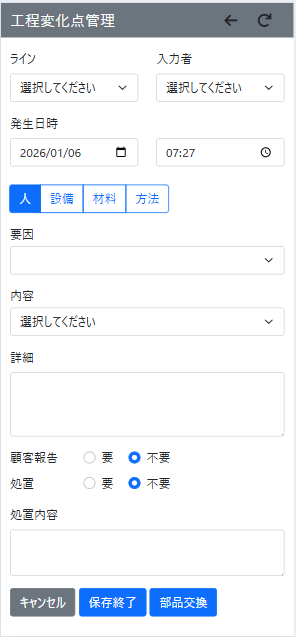 工程変化点管理
ライン 入力者
選択してください 選択してください
発生日時
2026/01/06 07:27
人 設備 材料 方法
要因
内容
選択してください
詳細
顧客報告 要 不要
処置 要 不要
処置内容
キャンセル 保存終了 部品交換